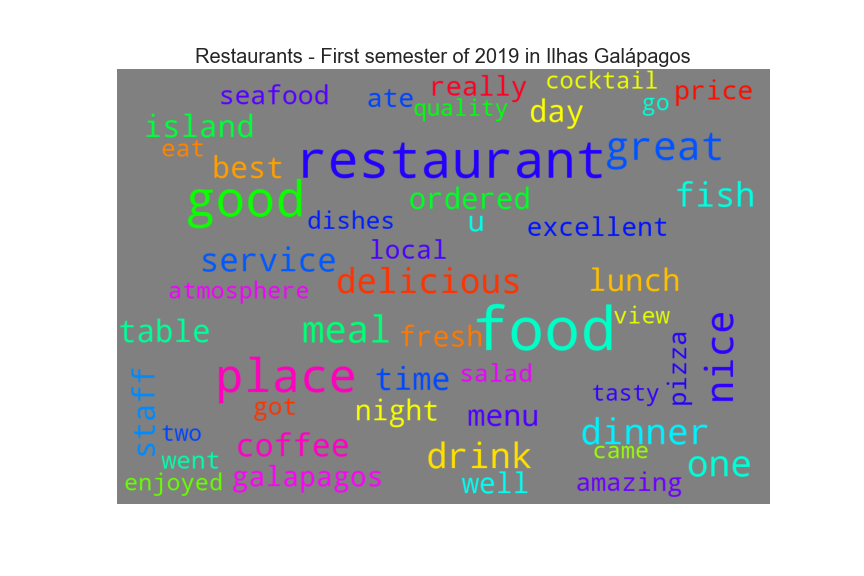 Restaurants - First semester of 2019 in Ilhas Galápagos
seafood ate really cocktail price
quality day go
island
eat best restaurant great
good ordered fish
dishes u excellent
service local
delicious lunch
atmosphere
table meal fresh food view nice
place time salad pizza
staff got night menu tasty
two coffee drink dinner
went came one
enjoyed galapagos well amazing